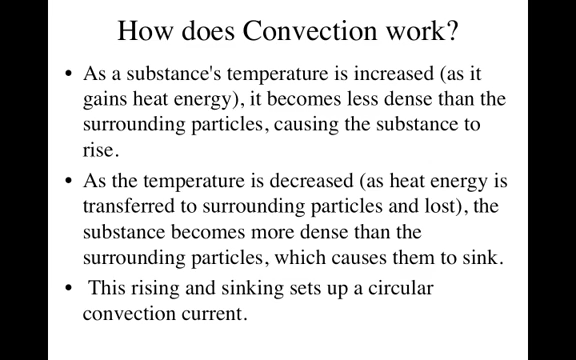 How does Convection work?
• As a substance's temperature is increased (as it
gains heat energy), it becomes less dense than the
surrounding particles, causing the substance to
rise.
• As the temperature is decreased (as heat energy is
transferred to surrounding particles and lost), the
substance becomes more dense than the
surrounding particles, which causes them to sink.
• This rising and sinking sets up a circular
convection current.